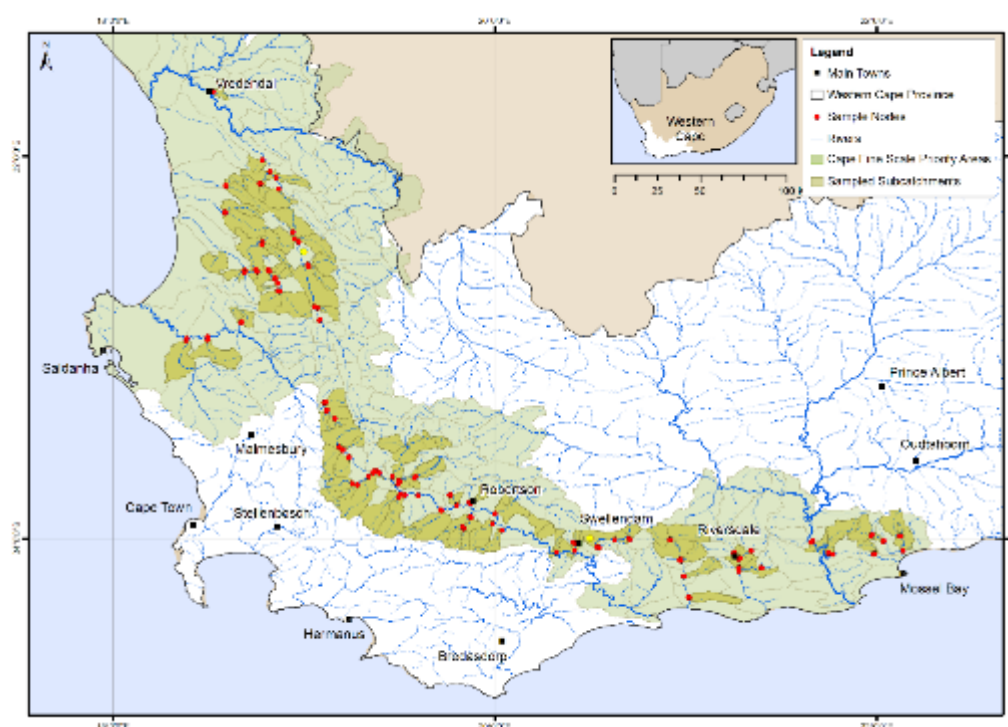 N
Vredendal
Saldanha
Malmesbury
Cape Town
Stellenbosch
Hermanus
Bredasdorp
Robertson
Swellendam
Riversdale
Mossel Bay
Oudtshoorn
Prince Albert
Western
Cape
0 25 50 100
Legend
Main Towns
Western Cape Province
Sample Nodes
Rivers
Cape Fine Scale Priority Areas
Sampled Subcatchments